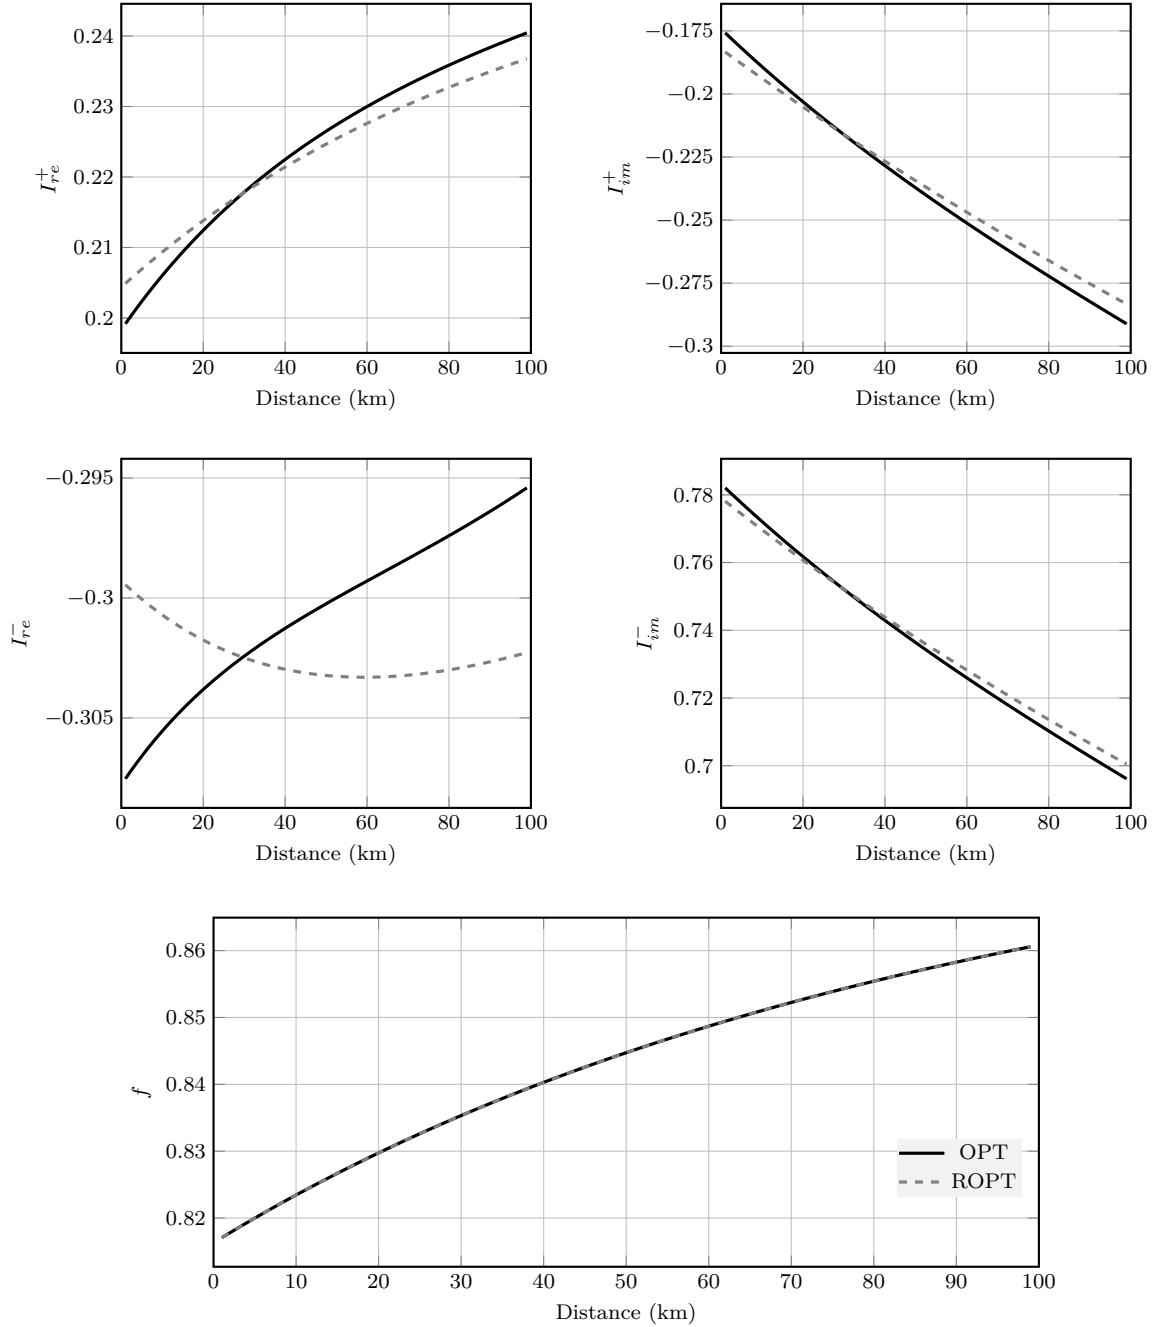 0.24
0.23
0.22
0.21
0.2
I_{re}^{+}
0 20 40 60 80 100
Distance (km)
−0.175
−0.2
−0.225
−0.25
−0.275
−0.3
I_{im}^{+}
0 20 40 60 80 100
Distance (km)
−0.295
−0.3
−0.305
I_{re}^{−}
0 20 40 60 80 100
Distance (km)
0.78
0.76
0.74
0.72
0.7
I_{im}^{−}
0 20 40 60 80 100
Distance (km)
0.86
0.85
0.84
0.83
0.82
f
OPT
ROPT
0 10 20 30 40 50 60 70 80 90 100
Distance (km)